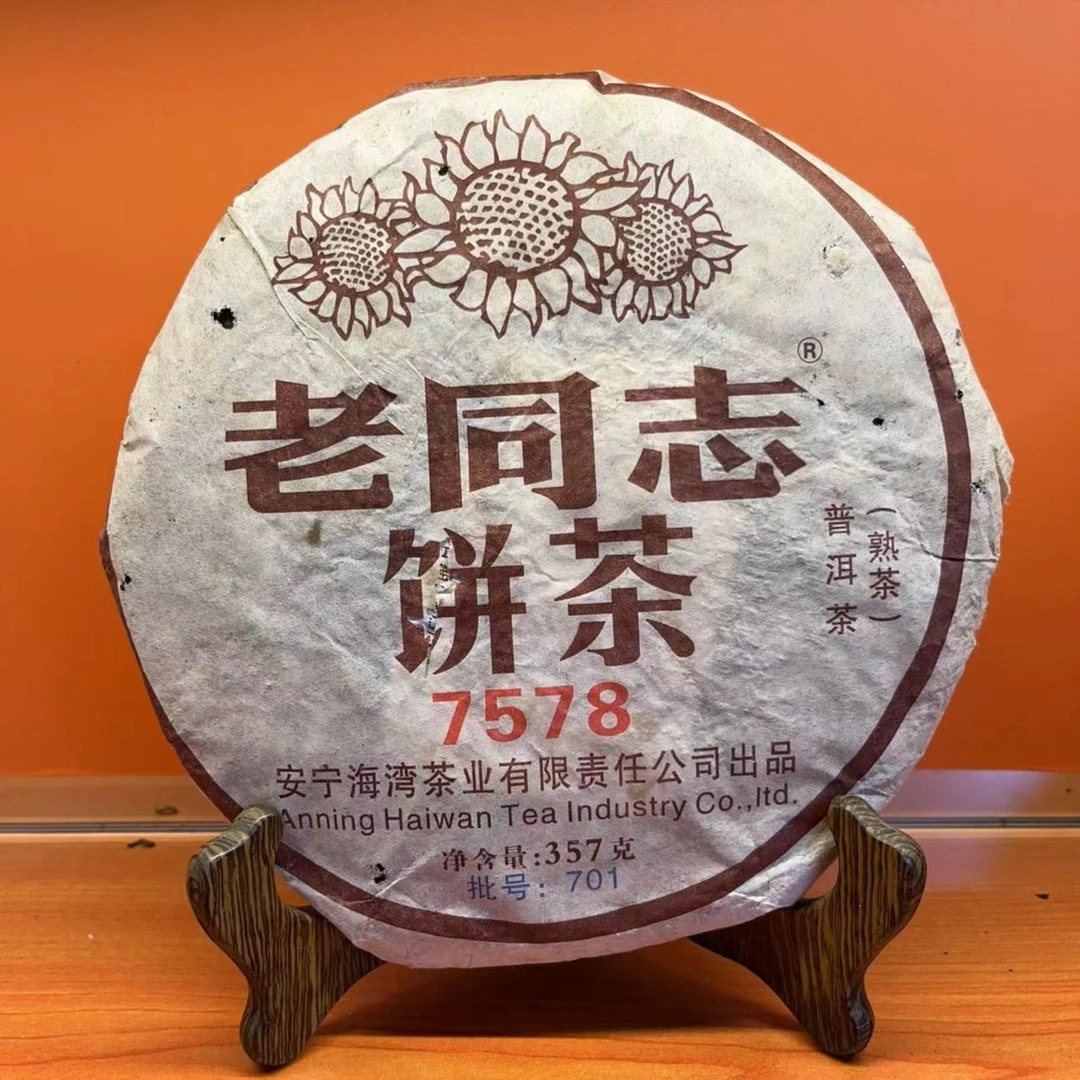 ®
老同志
饼茶
普洱茶
(熟茶)
7578
安宁海湾茶业有限责任公司出品
Anning Haiwan Tea Industry Co.,ltd.
净含量:357克
批号: 701